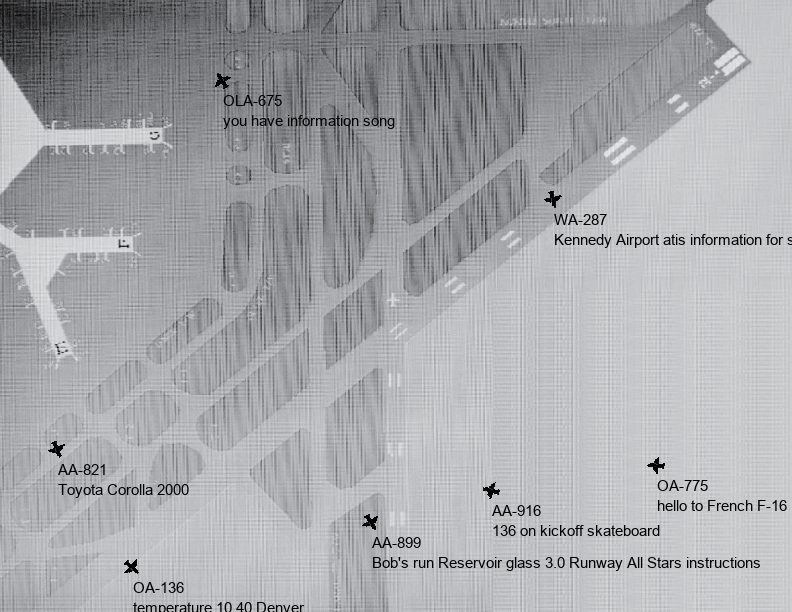 OLA-675
you have information song
WA-287
Kennedy Airport atis information for
AA-821
Toyota Corolla 2000
OA-775
hello to French F-16
AA-916
136 on kickoff skateboard
AA-899
Bob's run Reservoir glass 3.0 Runway All Stars instructions
OA-136
temperature 10 40 Denver